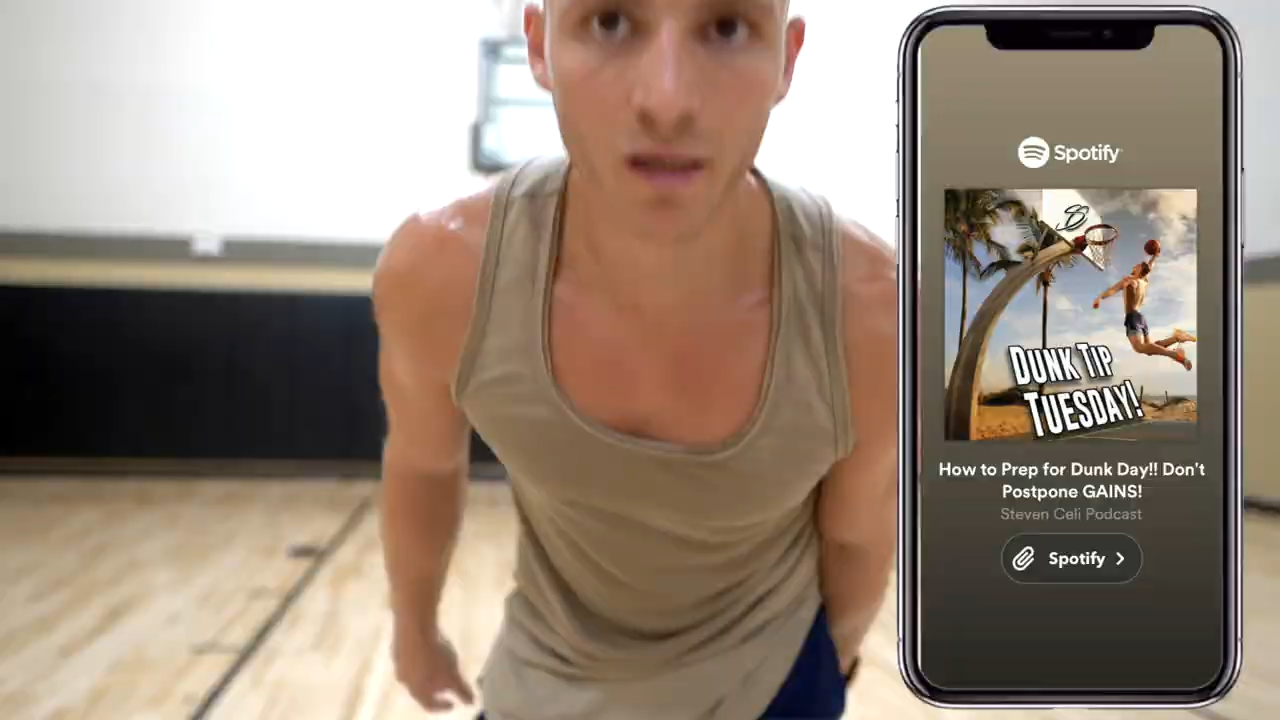 Spotify
DUNK TIP
TUESDAY!
How to Prep for Dunk Day!! Don't
Postpone GAINS!
Steven Celi Podcast
Spotify